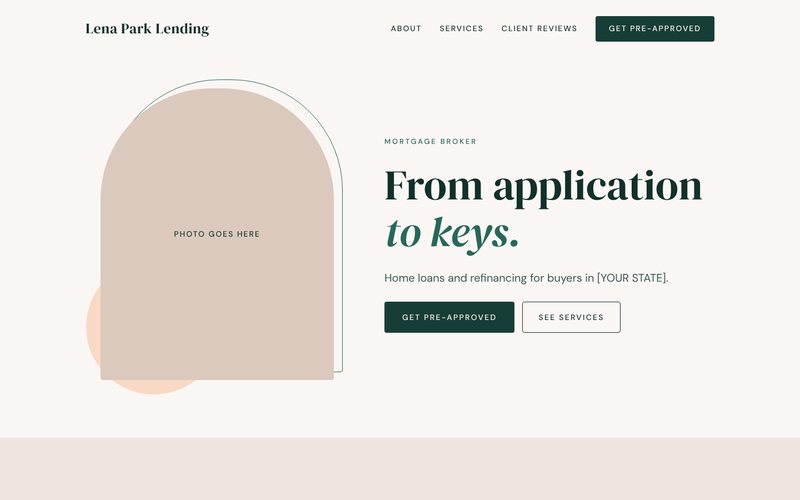 Lena Park Lending
ABOUT SERVICES CLIENT REVIEWS GET PRE-APPROVED
PHOTO GOES HERE
MORTGAGE BROKER
From application
to keys.
Home loans and refinancing for buyers in [YOUR STATE].
GET PRE-APPROVED SEE SERVICES